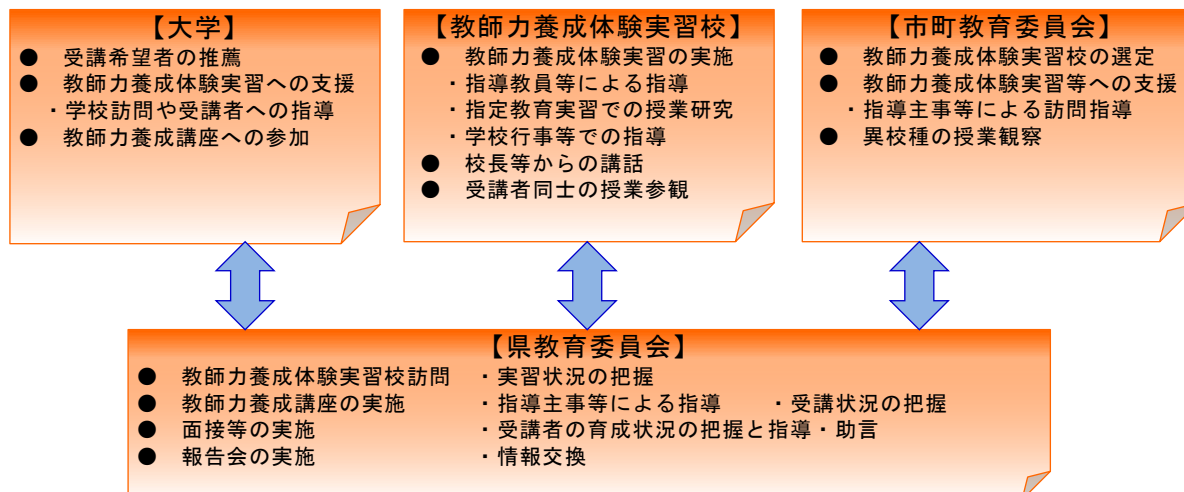 【大学】
● 受講希望者の推薦
● 教師力養成体験実習への支援
・学校訪問や受講者への指導
● 教師力養成講座への参加
【教師力養成体験実習校】
● 教師力養成体験実習の実施
・指導教員等による指導
・指定教育実習での授業研究
・学校行事等での指導
● 校長等からの講話
● 受講者同士の授業参観
【市町教育委員会】
● 教師力養成体験実習校の選定
● 教師力養成体験実習等への支援
・指導主事等による訪問指導
● 異校種の授業観察
【県教育委員会】
● 教師力養成体験実習校訪問 ・実習状況の把握
● 教師力養成講座の実施 ・指導主事等による指導 ・受講状況の把握
● 面接等の実施 ・受講者の育成状況の把握と指導・助言
● 報告会の実施 ・情報交換